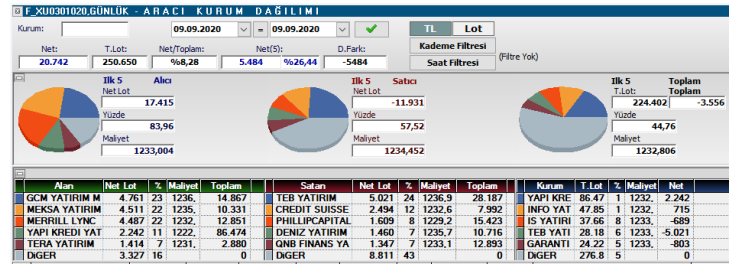 F_XU0301020,GÜNLÜK - ARACI KURUM DAĞILIMI
Kurum: 09.09.2020 = 09.09.2020 TL Lot
Net: T.Lot: Net/Toplam: Net(5): D.Fark: Kademe Filtresi
20.742 250.650 %8,28 5.484 %26,44 -5484 Saat Filtresi (Filtre Yok)
Ilk 5 Alıcı Ilk 5 Satıcı Ilk 5 Toplam
Net Lot Net Lot T.Lot: Toplam
17.415 -11.931 224.402 -3.556
Yüzde Yüzde Yüzde
83,96 57,52 44,76
Maliyet Maliyet Maliyet
1233,004 1234,452 1232,806
Alan Net Lot % Maliyet Toplam Satan Net Lot % Maliyet Toplam Kurum T.Lot % Maliyet Net
GCM YATIRIM M 4.761 23 1236, 14.867 TEB YATIRIM 5.021 24 1236,9 28.187 YAPI KRE 86.47 1 1232, 2.242
MEKSA YATIRIM 4.511 22 1235, 10.331 CREDIT SUISSE 2.494 12 1232,6 7.992 INFO YAT 47.85 1 1232, 715
MERRILL LYNC 4.487 22 1232, 12.851 PHILLIPCAPITAL 1.609 8 1229,2 15.423 IS YATIRI 37.66 8 1233, -689
YAPI KREDI YAT 2.242 11 1222, 86.474 DENIZ YATIRIM 1.460 7 1235,7 10.716 TEB YATI 28.18 6 1233, -5.021
TERA YATIRIM 1.414 7 1231, 2.880 QNB FINANS YA 1.347 7 1233,1 12.893 GARANTI 24.22 5 1233, -803
DiGER 3.327 16 0 DiGER 8.811 43 0 DiGER 276.8 5 0